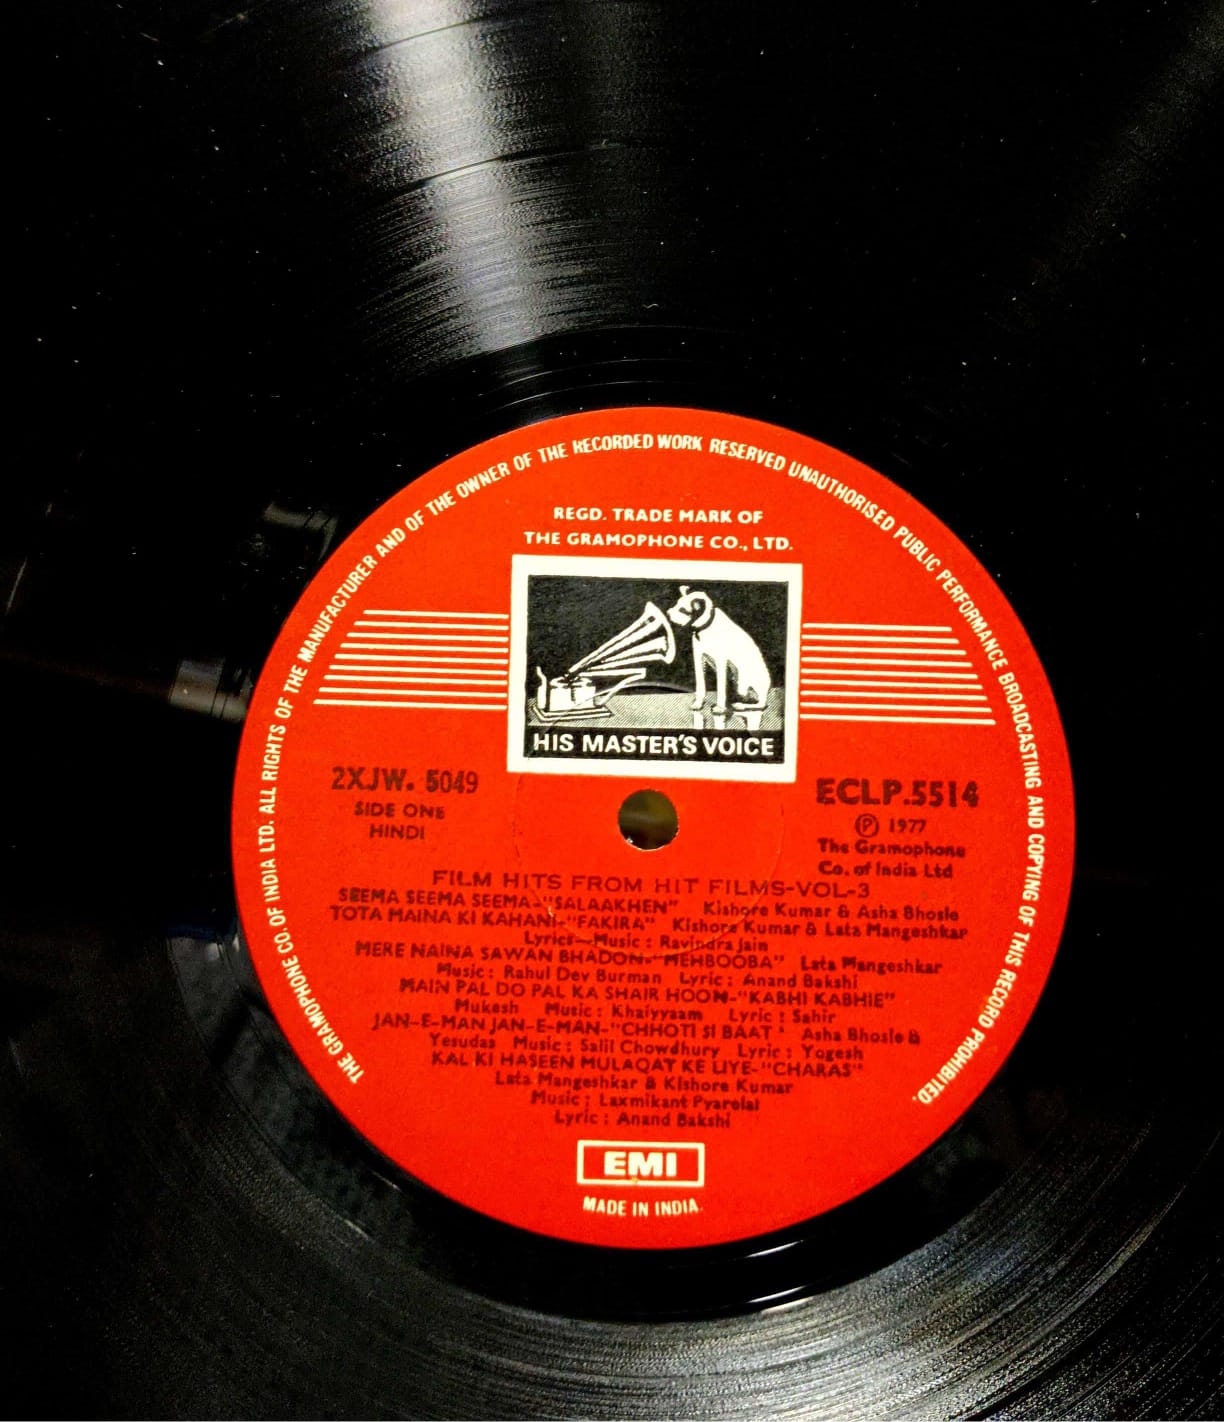 THE GRAMOPHONE CO. OF INDIA LTD. ALL RIGHTS OF THE MANUFACTURER AND OF THE OWNER OF THE RECORDED WORK RESERVED UNAUTHORISED PUBLIC PERFORMANCE BROADCASTING AND COPYING OF THIS RECORD PROHIBITED.
REGD. TRADE MARK OF
THE GRAMOPHONE CO., LTD.
HIS MASTER'S VOICE
2XJW. 5049
SIDE ONE
HINDI
ECLP.5514
Ⓟ 1977
The Gramophone
Co. of India Ltd
FILM HITS FROM HIT FILMS-VOL-3
SEEMA SEEMA SEEMA-"SALAAKHEN" Kishore Kumar & Asha Bhosle
TOTA MAINA KI KAHANI-"FAKIRA" Kishore Kumar & Lata Mangeshkar
Lyrics—Music : Ravindra Jain
MERE NAINA SAWAN BHADON-"MEHBOOBA" Lata Mangeshkar
Music : Rahul Dev Burman Lyric : Anand Bakshi
MAIN PAL DO PAL KA SHAIR HOON-"KABHI KABHIE"
Mukesh Music : Khaiyyaam Lyric : Sahir
JAN-E-MAN JAN-E-MAN-"CHHOTI SI BAAT" Asha Bhosle &
Yesudas Music : Salil Chowdhury Lyric : Yogesh
KAL KI HASEEN MULAQAT KE LIYE-"CHARAS"
Lata Mangeshkar & Kishore Kumar
Music : Laxmikant Pyarelal
Lyric : Anand Bakshi
EMI
MADE IN INDIA.